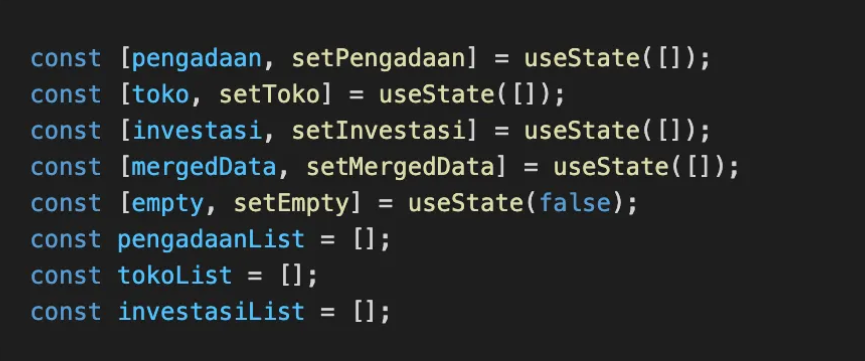 const [pengadaan, setPengadaan] = useState([]);
const [toko, setToko] = useState([]);
const [investasi, setInvestasi] = useState([]);
const [mergedData, setMergedData] = useState([]);
const [empty, setEmpty] = useState(false);
const pengadaanList = [];
const tokoList = [];
const investasiList = [];